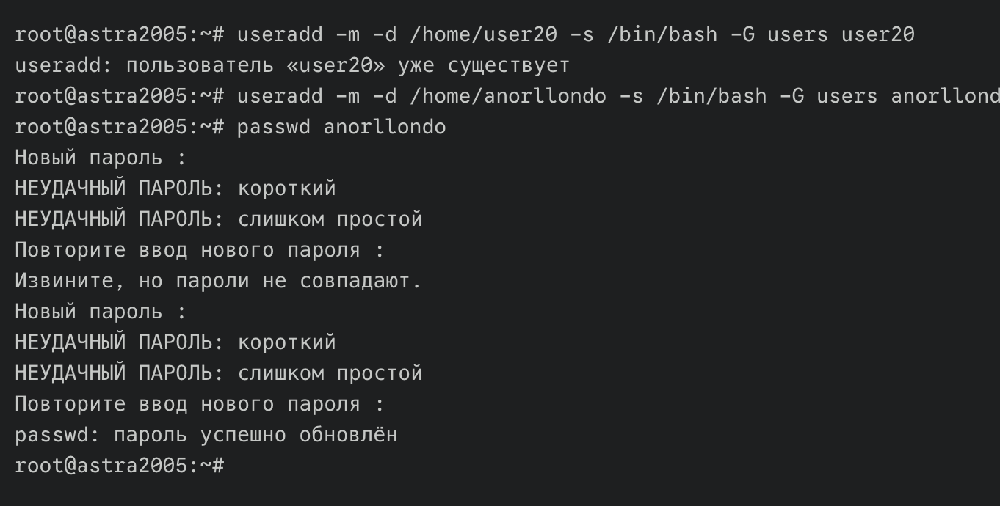 root@astra2005:~# useradd -m -d /home/user20 -s /bin/bash -G users user20
useradd: пользователь «user20» уже существует
root@astra2005:~# useradd -m -d /home/anorllondo -s /bin/bash -G users anorllond
root@astra2005:~# passwd anorllondo
Новый пароль :
НЕУДАЧНЫЙ ПАРОЛЬ: короткий
НЕУДАЧНЫЙ ПАРОЛЬ: слишком простой
Повторите ввод нового пароля :
Извините, но пароли не совпадают.
Новый пароль :
НЕУДАЧНЫЙ ПАРОЛЬ: короткий
НЕУДАЧНЫЙ ПАРОЛЬ: слишком простой
Повторите ввод нового пароля :
passwd: пароль успешно обновлён
root@astra2005:~#